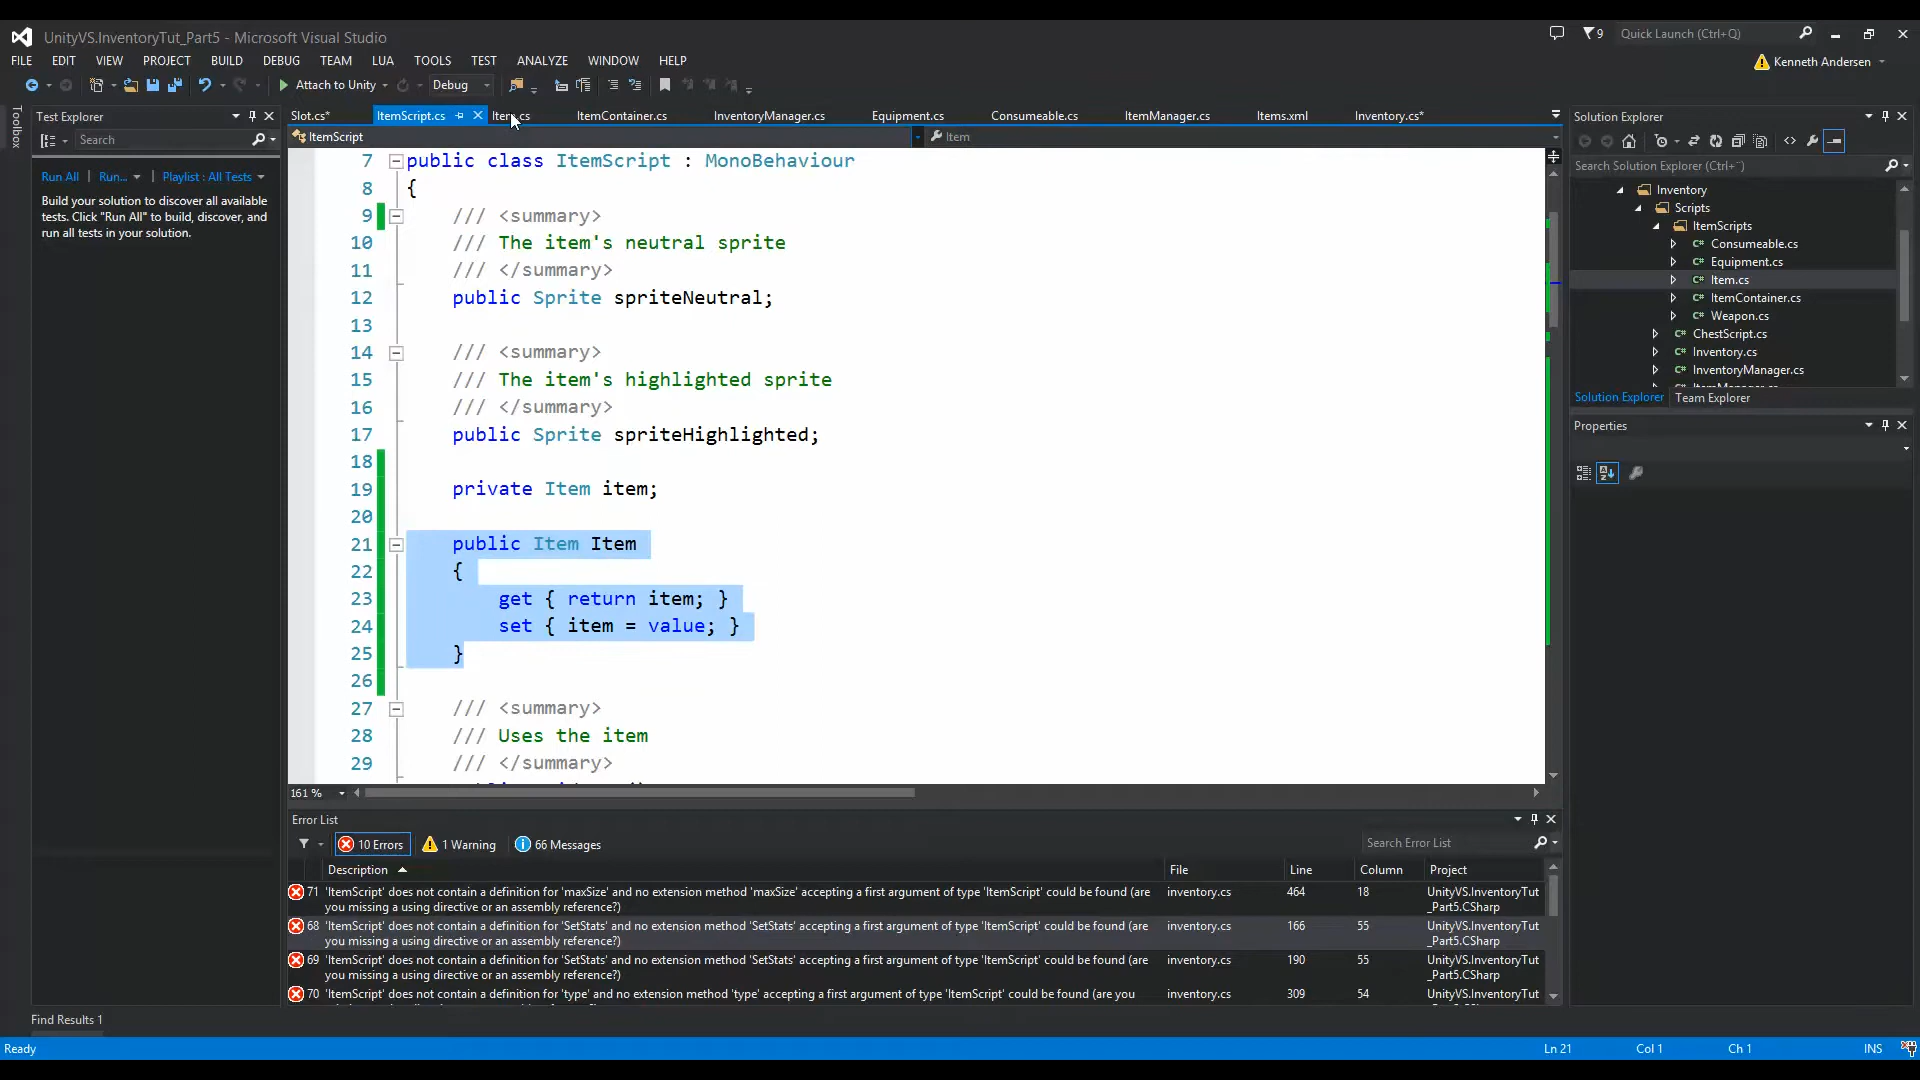 UnityVS.InventoryTut_Part5 - Microsoft Visual Studio
9
Quick Launch (Ctrl+Q)
FILE EDIT VIEW PROJECT BUILD DEBUG TEAM LUA TOOLS TEST ANALYZE WINDOW HELP
Kenneth Andersen
Attach to Unity
Debug
Toolbox
Test Explorer
Search
Run All | Run... Playlist : All Tests
Build your solution to discover all available
tests. Click "Run All" to build, discover, and
run all tests in your solution.
Slot.cs* ItemScript.cs Item.cs ItemContainer.cs InventoryManager.cs Equipment.cs Consumeable.cs ItemManager.cs Items.xml Inventory.cs*
ItemScript
Item
7 public class ItemScript : MonoBehaviour
8 {
9 /// <summary>
10 /// The item's neutral sprite
11 /// </summary>
12 public Sprite spriteNeutral;
13
14 /// <summary>
15 /// The item's highlighted sprite
16 /// </summary>
17 public Sprite spriteHighlighted;
18
19 private Item item;
20
21 public Item Item
22 {
23 get { return item; }
24 set { item = value; }
25 }
26
27 /// <summary>
28 /// Uses the item
29 /// </summary>
161 %
Solution Explorer
Search Solution Explorer (Ctrl+¨)
Inventory
Scripts
ItemScripts
C# Consumeable.cs
C# Equipment.cs
C# Item.cs
C# ItemContainer.cs
C# Weapon.cs
C# ChestScript.cs
C# Inventory.cs
C# InventoryManager.cs
ItemManager.cs
Solution Explorer Team Explorer
Properties
Error List
10 Errors 1 Warning 66 Messages
Search Error List
Description File Line Column Project
71 'ItemScript' does not contain a definition for 'maxSize' and no extension method 'maxSize' accepting a first argument of type 'ItemScript' could be found (are inventory.cs 464 18 UnityVS.InventoryTut
you missing a using directive or an assembly reference?) _Part5.CSharp
68 'ItemScript' does not contain a definition for 'SetStats' and no extension method 'SetStats' accepting a first argument of type 'ItemScript' could be found (are inventory.cs 166 55 UnityVS.InventoryTut
you missing a using directive or an assembly reference?) _Part5.CSharp
69 'ItemScript' does not contain a definition for 'SetStats' and no extension method 'SetStats' accepting a first argument of type 'ItemScript' could be found (are inventory.cs 190 55 UnityVS.InventoryTut
you missing a using directive or an assembly reference?) _Part5.CSharp
70 'ItemScript' does not contain a definition for 'type' and no extension method 'type' accepting a first argument of type 'ItemScript' could be found (are you inventory.cs 309 54 UnityVS.InventoryTut
Find Results 1
Ready
Ln 21 Col 1 Ch 1 INS